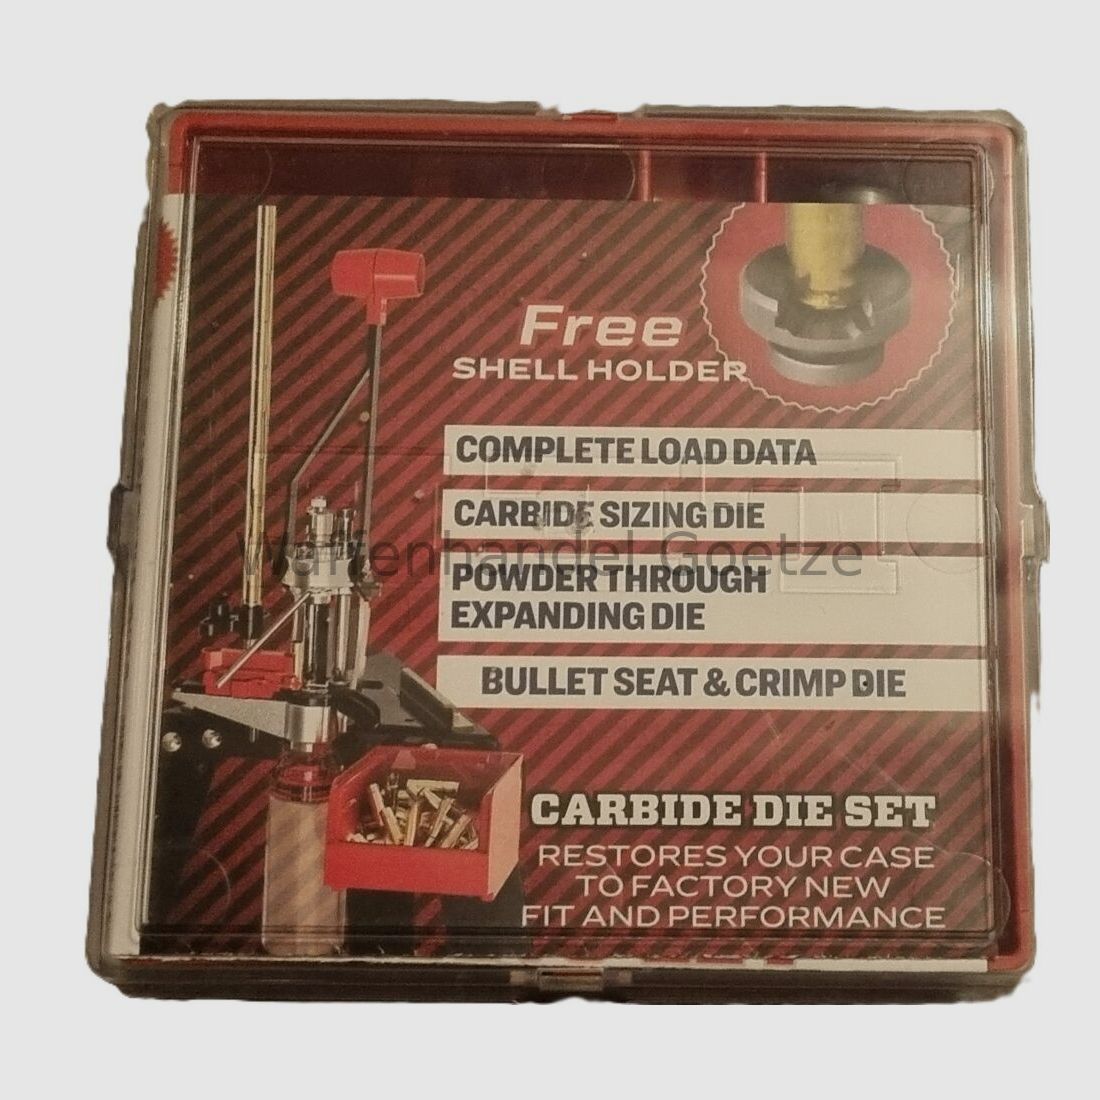 Free
SHELL HOLDER
COMPLETE LOAD DATA
CARBIDE SIZING DIE
Waffenhandel Goetze
POWDER THROUGH
EXPANDING DIE
BULLET SEAT & CRIMP DIE
CARBIDE DIE SET
RESTORES YOUR CASE
TO FACTORY NEW
FIT AND PERFORMANCE